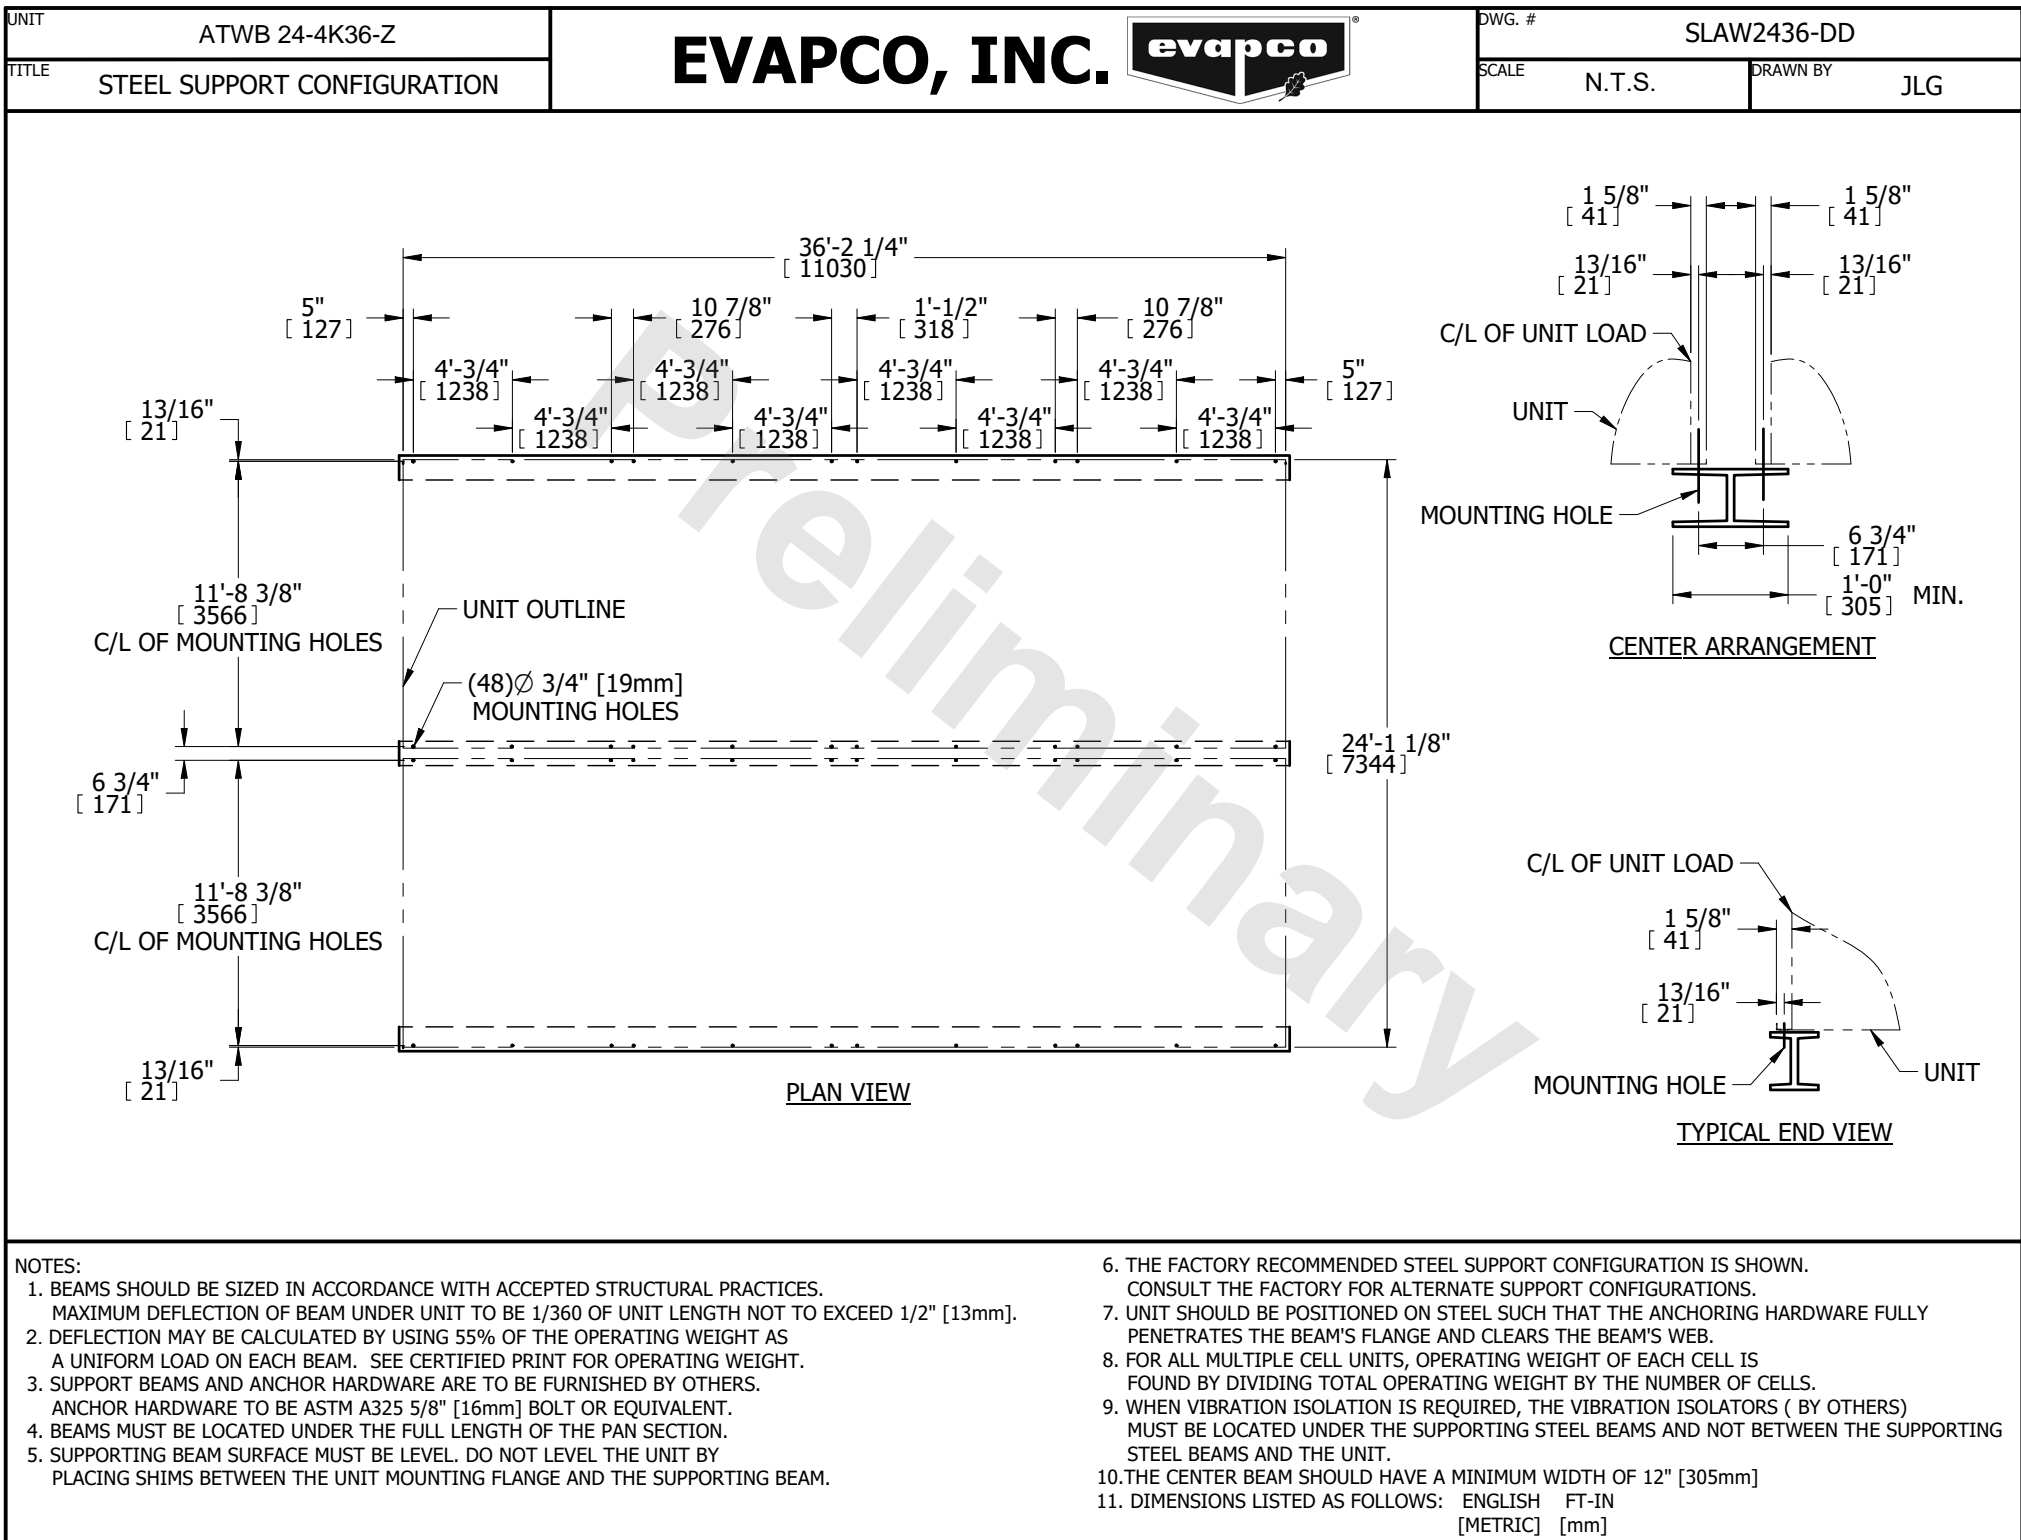 UNIT
ATWB 24-4K36-Z
TITLE
STEEL SUPPORT CONFIGURATION
EVAPCO, INC.
evapco
®
DWG. #
SLAW2436-DD
SCALE
N.T.S.
DRAWN BY
JLG
36'-2 1/4"
[ 11030 ]
5"
[ 127 ]
10 7/8"
[ 276 ]
1'-1/2"
[ 318 ]
10 7/8"
[ 276 ]
4'-3/4"
[ 1238 ]
4'-3/4"
[ 1238 ]
4'-3/4"
[ 1238 ]
4'-3/4"
[ 1238 ]
5"
[ 127 ]
4'-3/4"
[ 1238 ]
4'-3/4"
[ 1238 ]
4'-3/4"
[ 1238 ]
4'-3/4"
[ 1238 ]
13/16"
[ 21 ]
11'-8 3/8"
[ 3566 ]
C/L OF MOUNTING HOLES
UNIT OUTLINE
(48)∅ 3/4" [19mm]
MOUNTING HOLES
6 3/4"
[ 171 ]
24'-1 1/8"
[ 7344 ]
11'-8 3/8"
[ 3566 ]
C/L OF MOUNTING HOLES
13/16"
[ 21 ]
PLAN VIEW
Preliminary
1 5/8"
[ 41 ]
1 5/8"
[ 41 ]
13/16"
[ 21 ]
13/16"
[ 21 ]
C/L OF UNIT LOAD
UNIT
MOUNTING HOLE
6 3/4"
[ 171 ]
1'-0"
[ 305 ] MIN.
CENTER ARRANGEMENT
C/L OF UNIT LOAD
1 5/8"
[ 41 ]
13/16"
[ 21 ]
MOUNTING HOLE
UNIT
TYPICAL END VIEW
NOTES:
1. BEAMS SHOULD BE SIZED IN ACCORDANCE WITH ACCEPTED STRUCTURAL PRACTICES.
MAXIMUM DEFLECTION OF BEAM UNDER UNIT TO BE 1/360 OF UNIT LENGTH NOT TO EXCEED 1/2" [13mm].
2. DEFLECTION MAY BE CALCULATED BY USING 55% OF THE OPERATING WEIGHT AS
A UNIFORM LOAD ON EACH BEAM. SEE CERTIFIED PRINT FOR OPERATING WEIGHT.
3. SUPPORT BEAMS AND ANCHOR HARDWARE ARE TO BE FURNISHED BY OTHERS.
ANCHOR HARDWARE TO BE ASTM A325 5/8" [16mm] BOLT OR EQUIVALENT.
4. BEAMS MUST BE LOCATED UNDER THE FULL LENGTH OF THE PAN SECTION.
5. SUPPORTING BEAM SURFACE MUST BE LEVEL. DO NOT LEVEL THE UNIT BY
PLACING SHIMS BETWEEN THE UNIT MOUNTING FLANGE AND THE SUPPORTING BEAM.
6. THE FACTORY RECOMMENDED STEEL SUPPORT CONFIGURATION IS SHOWN.
CONSULT THE FACTORY FOR ALTERNATE SUPPORT CONFIGURATIONS.
7. UNIT SHOULD BE POSITIONED ON STEEL SUCH THAT THE ANCHORING HARDWARE FULLY
PENETRATES THE BEAM'S FLANGE AND CLEARS THE BEAM'S WEB.
8. FOR ALL MULTIPLE CELL UNITS, OPERATING WEIGHT OF EACH CELL IS
FOUND BY DIVIDING TOTAL OPERATING WEIGHT BY THE NUMBER OF CELLS.
9. WHEN VIBRATION ISOLATION IS REQUIRED, THE VIBRATION ISOLATORS ( BY OTHERS)
MUST BE LOCATED UNDER THE SUPPORTING STEEL BEAMS AND NOT BETWEEN THE SUPPORTING
STEEL BEAMS AND THE UNIT.
10.THE CENTER BEAM SHOULD HAVE A MINIMUM WIDTH OF 12" [305mm]
11. DIMENSIONS LISTED AS FOLLOWS: ENGLISH FT-IN
[METRIC] [mm]